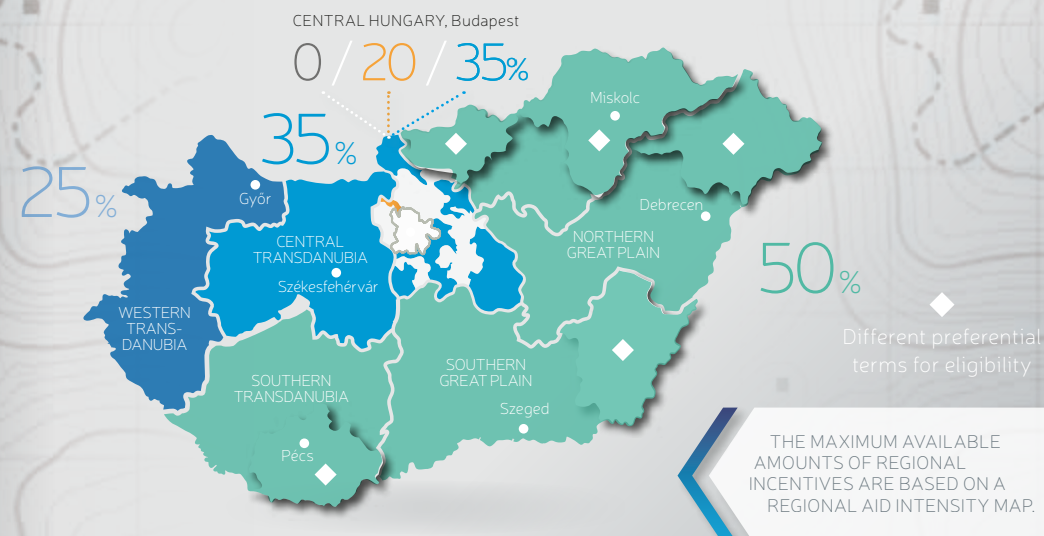 CENTRAL HUNGARY, Budapest
0 / 20 / 35%
35%
25%
50%
Miskolc
Győr
Debrecen
CENTRAL
TRANSDANUBIA
Székesfehérvár
NORTHERN
GREAT PLAIN
WESTERN
TRANS-
DANUBIA
SOUTHERN
TRANSDANUBIA
SOUTHERN
GREAT PLAIN
Szeged
Pécs
Different preferential
terms for eligibility
THE MAXIMUM AVAILABLE
AMOUNTS OF REGIONAL
INCENTIVES ARE BASED ON A
REGIONAL AID INTENSITY MAP.